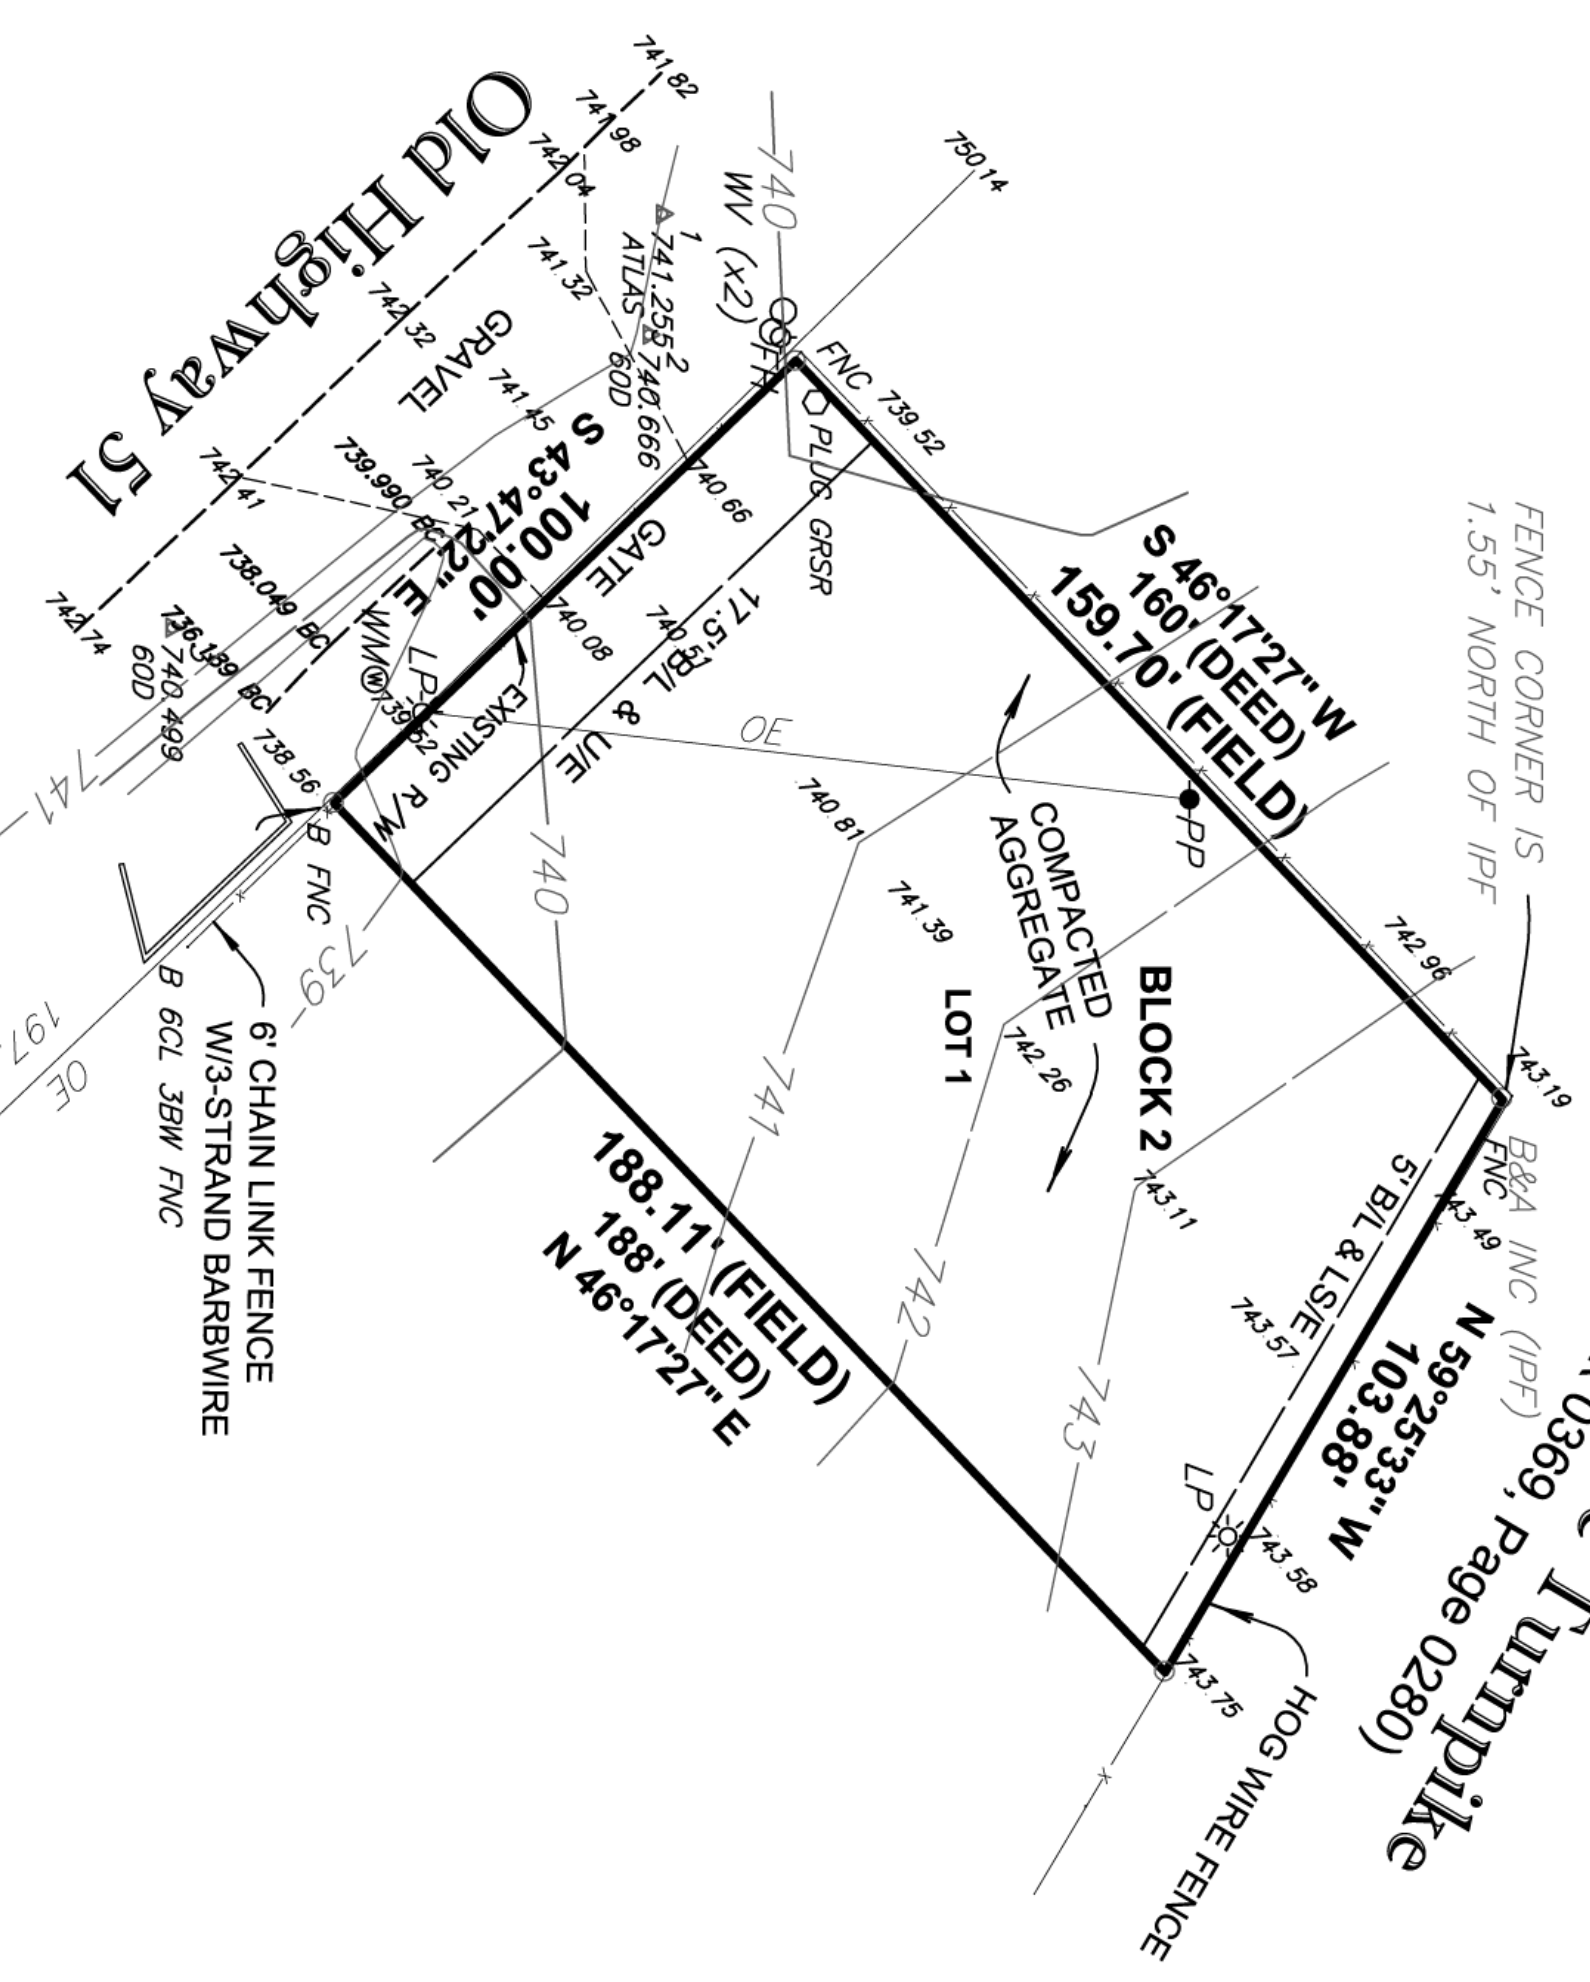 Old Highway 51
741.82
741.98
742.04
741.32
742.32
742.41
742.74
GRAVEL
741.45
740.21
739.990 BC
738.049 BC
BC
740.499
60D
1
741.255
ATLAS
2
740.666
60D
740
WV (x2)
750.14
FNC
PLUG GRSR
739.52
740.66
S 43°47'22" E
100.00'
GATE
740.08
740.51
17.5' B/L & U/E
WM
W
LP
EXISTING R/W
738.56
741
B FNC
739
740
OE
PP
S 46°17'27" W
160' (DEED)
159.70' (FIELD)
FENCE CORNER IS
1.55' NORTH OF IPF
COMPACTED
AGGREGATE
740.81
741.39
BLOCK 2
LOT 1
742.26
742.96
743.19
FNC
B&A INC (IPF)
743.49
743.11
5' B/L & LS/E
743.57
N 59°25'33" W
103.88'
LP
743.58
743.75
741
742
743
188.11' (FIELD)
188' (DEED)
N 46°17'27" E
6' CHAIN LINK FENCE
W/3-STRAND BARBWIRE
B 6CL 3BW FNC
OE
197
HOG WIRE FENCE
Turnpike
0369, Page 0280)